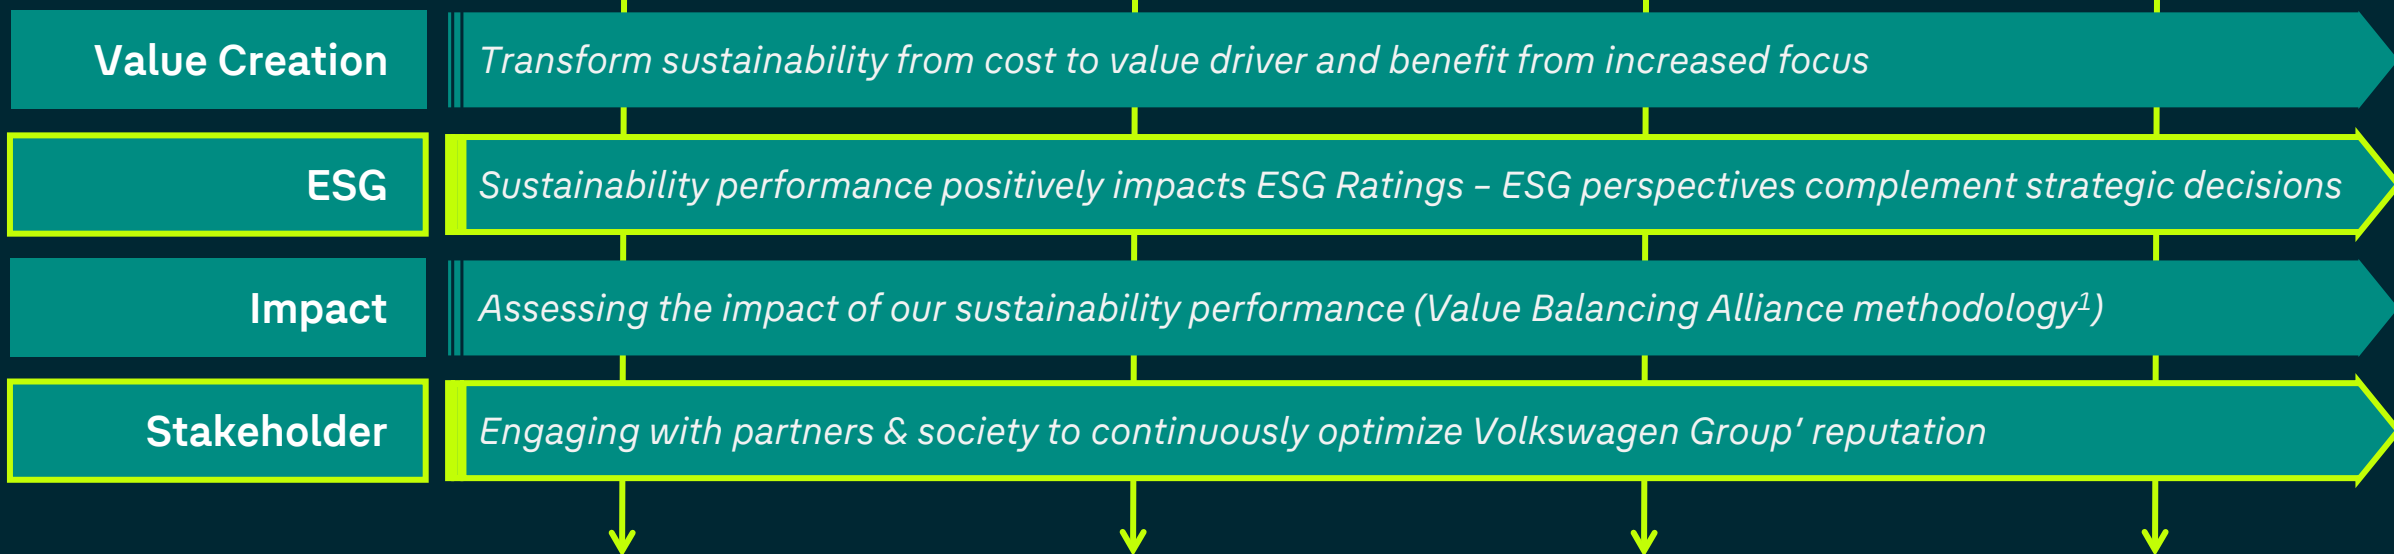 Value Creation
Transform sustainability from cost to value driver and benefit from increased focus
ESG
Sustainability performance positively impacts ESG Ratings – ESG perspectives complement strategic decisions
Impact
Assessing the impact of our sustainability performance (Value Balancing Alliance methodology¹)
Stakeholder
Engaging with partners & society to continuously optimize Volkswagen Group’ reputation